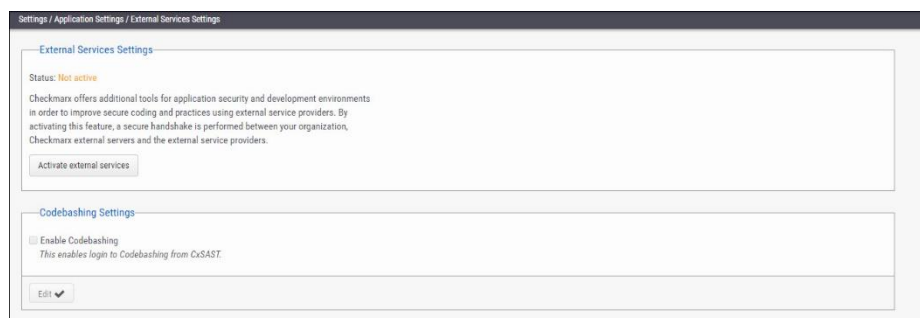 Settings / Application Settings / External Services Settings
External Services Settings
Status: Not active
Checkmarx offers additional tools for application security and development environments
in order to improve secure coding and practices using external service providers. By
activating this feature, a secure handshake is performed between your organization,
Checkmarx external servers and the external service providers.
Activate external services
Codebashing Settings
Enable Codebashing
This enables login to Codebashing from CxSAST.
Edit